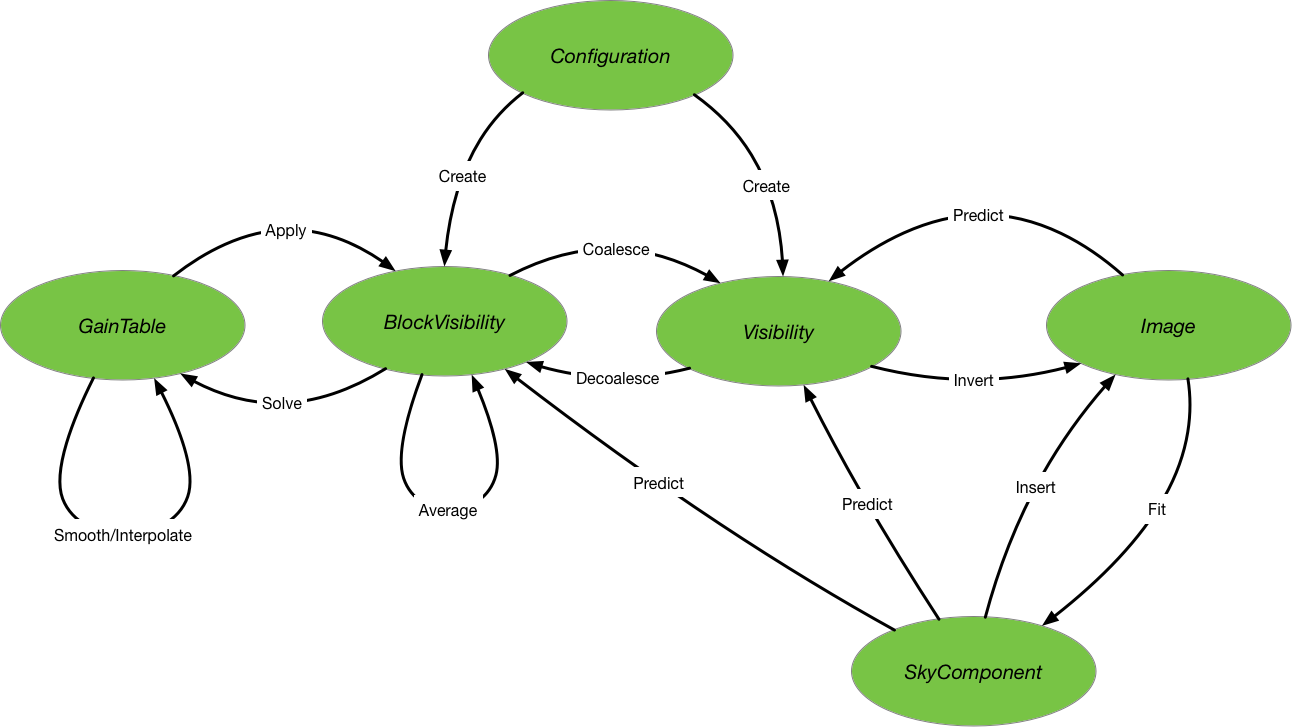 Configuration
Create
Create
Predict
Apply
Coalesce
GainTable
BlockVisibility
Visibility
Image
Decoalesce
Invert
Solve
Predict
Insert
Predict
Fit
Average
Smooth/Interpolate
SkyComponent